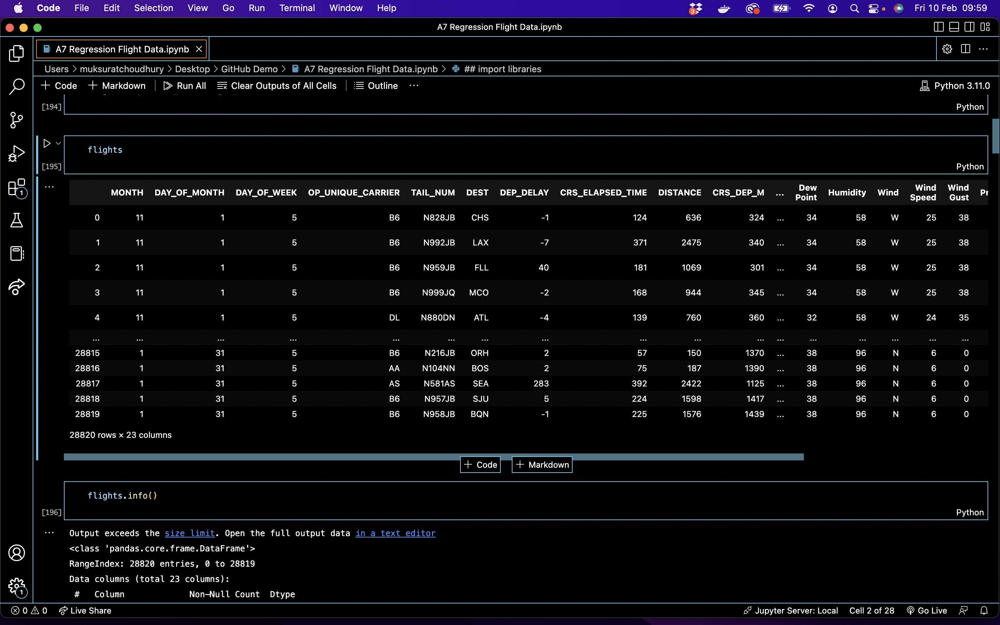 Code File Edit Selection View Go Run Terminal Window Help 3 Fri 10 Feb 09:59
A7 Regression Flight Data.ipynb
A7 Regression Flight Data.ipynb
Users > muksuratchoudhury > Desktop > GitHub Demo > A7 Regression Flight Data.ipynb > ## import libraries
+ Code + Markdown Run All Clear Outputs of All Cells Outline ... Python 3.11.0
[194] Python
flights
[195] Python
MONTH DAY_OF_MONTH DAY_OF_WEEK OP_UNIQUE_CARRIER TAIL_NUM DEST DEP_DELAY CRS_ELAPSED_TIME DISTANCE CRS_DEP_M ... Dew Point Humidity Wind Wind Speed Wind Gust Pr
0 11 1 5 B6 N828JB CHS -1 124 636 324 ... 34 58 W 25 38
1 11 1 5 B6 N992JB LAX -7 371 2475 340 ... 34 58 W 25 38
2 11 1 5 B6 N959JB FLL 40 181 1069 301 ... 34 58 W 25 38
3 11 1 5 B6 N999JQ MCO -2 168 944 345 ... 34 58 W 25 38
4 11 1 5 DL N880DN ATL -4 139 760 360 ... 32 58 W 24 35
... ... ... ... ... ... ... ... ... ... ... ... ... ... ... ... ...
28815 1 31 5 B6 N216JB ORH 2 57 150 1370 ... 38 96 N 6 0
28816 1 31 5 AA N104NN BOS 2 75 187 1390 ... 38 96 N 6 0
28817 1 31 5 AS N581AS SEA 283 392 2422 1125 ... 38 96 N 6 0
28818 1 31 5 B6 N957JB SJU 5 224 1598 1417 ... 38 96 N 6 0
28819 1 31 5 B6 N958JB BQN -1 225 1576 1439 ... 38 96 N 6 0
28820 rows × 23 columns
+ Code + Markdown
flights.info()
[196] Python
Output exceeds the size limit. Open the full output data in a text editor
<class 'pandas.core.frame.DataFrame'>
RangeIndex: 28820 entries, 0 to 28819
Data columns (total 23 columns):
# Column Non-Null Count Dtype
1
1
0 0 Live Share Jupyter Server: Local Cell 2 of 28 Go Live